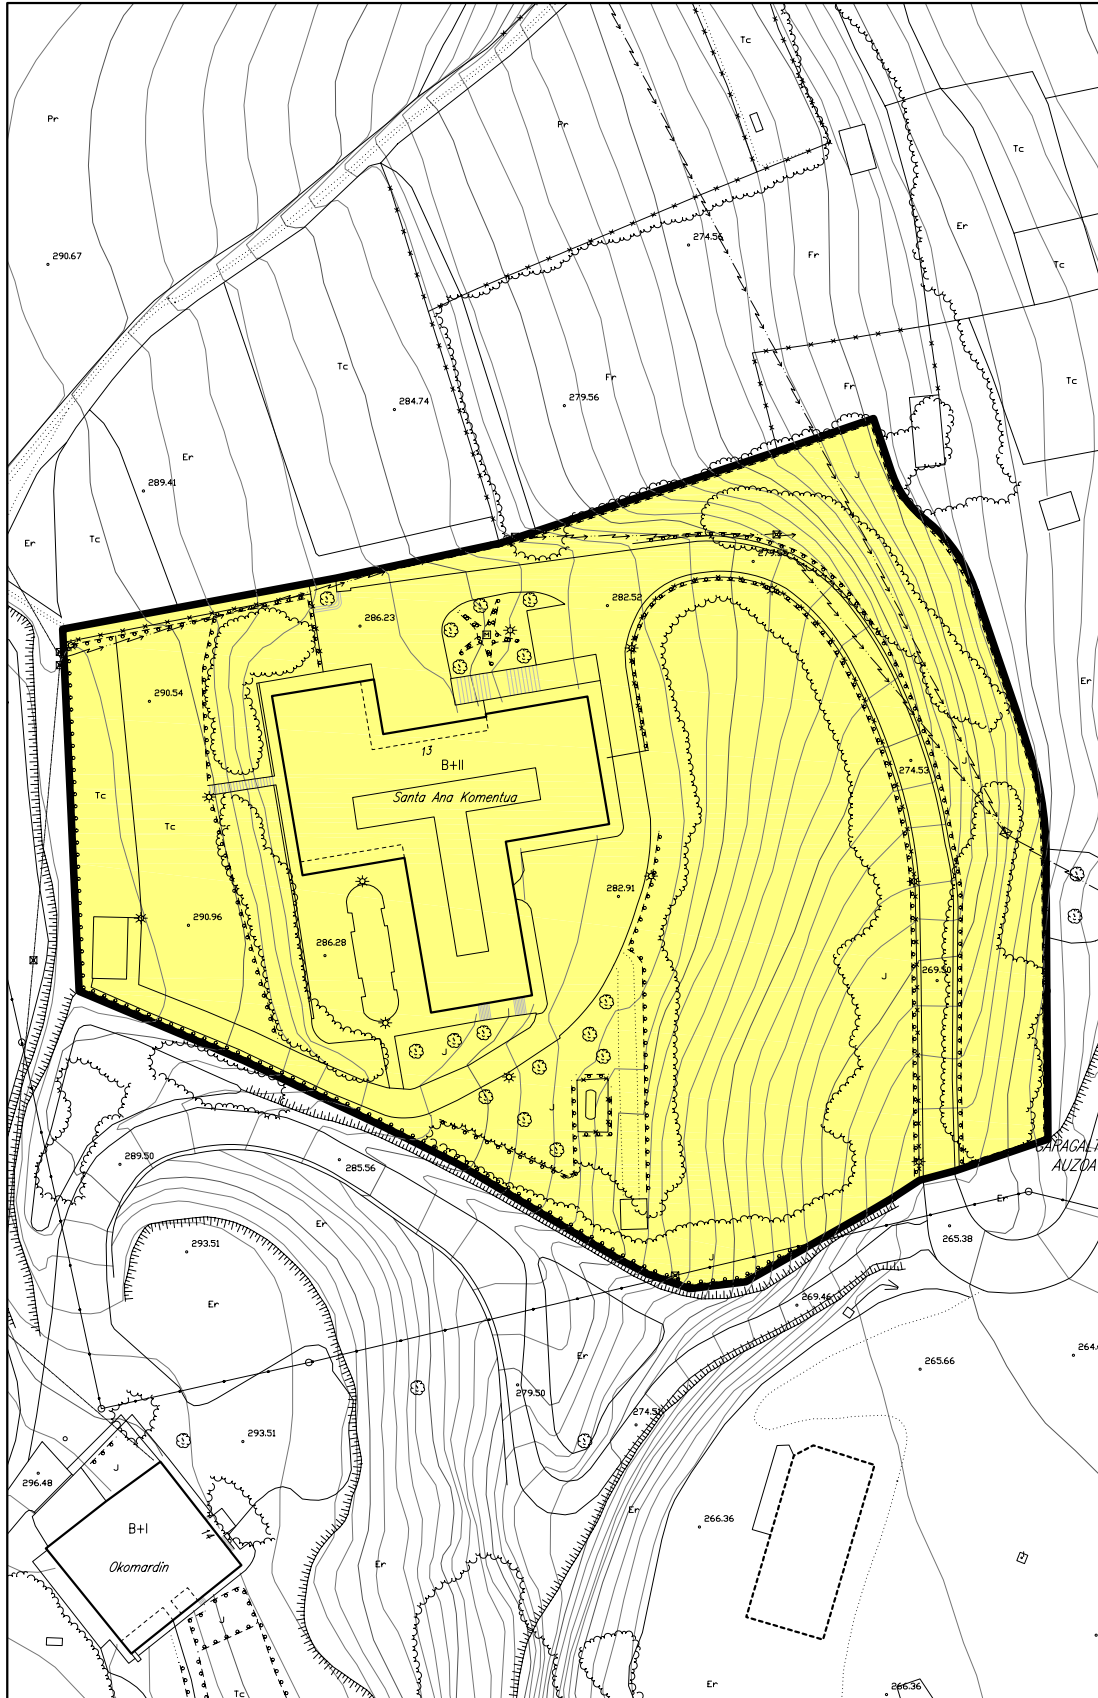 Tc
Pr
Pr
Tc
274.56
Er
290.67
Fr
Tc
Tc
Tc
Fr
Fr
284.74
279.56
Er
289.41
Er
Tc
J
282.52
286.23
Er
290.54
13
B+II
274.53
J
Santa Ana Komentua
Tc
Tc
282.91
290.96
286.28
J
269.50
J
J
AUZOA
289.50
285.56
Er
Er
J
265.38
293.51
Er
269.46
Er
265.66
279.50
274.51
293.51
J
296.48
Er
266.36
B+I
14
Okomardin
Er
J
Er
Tc
266.36